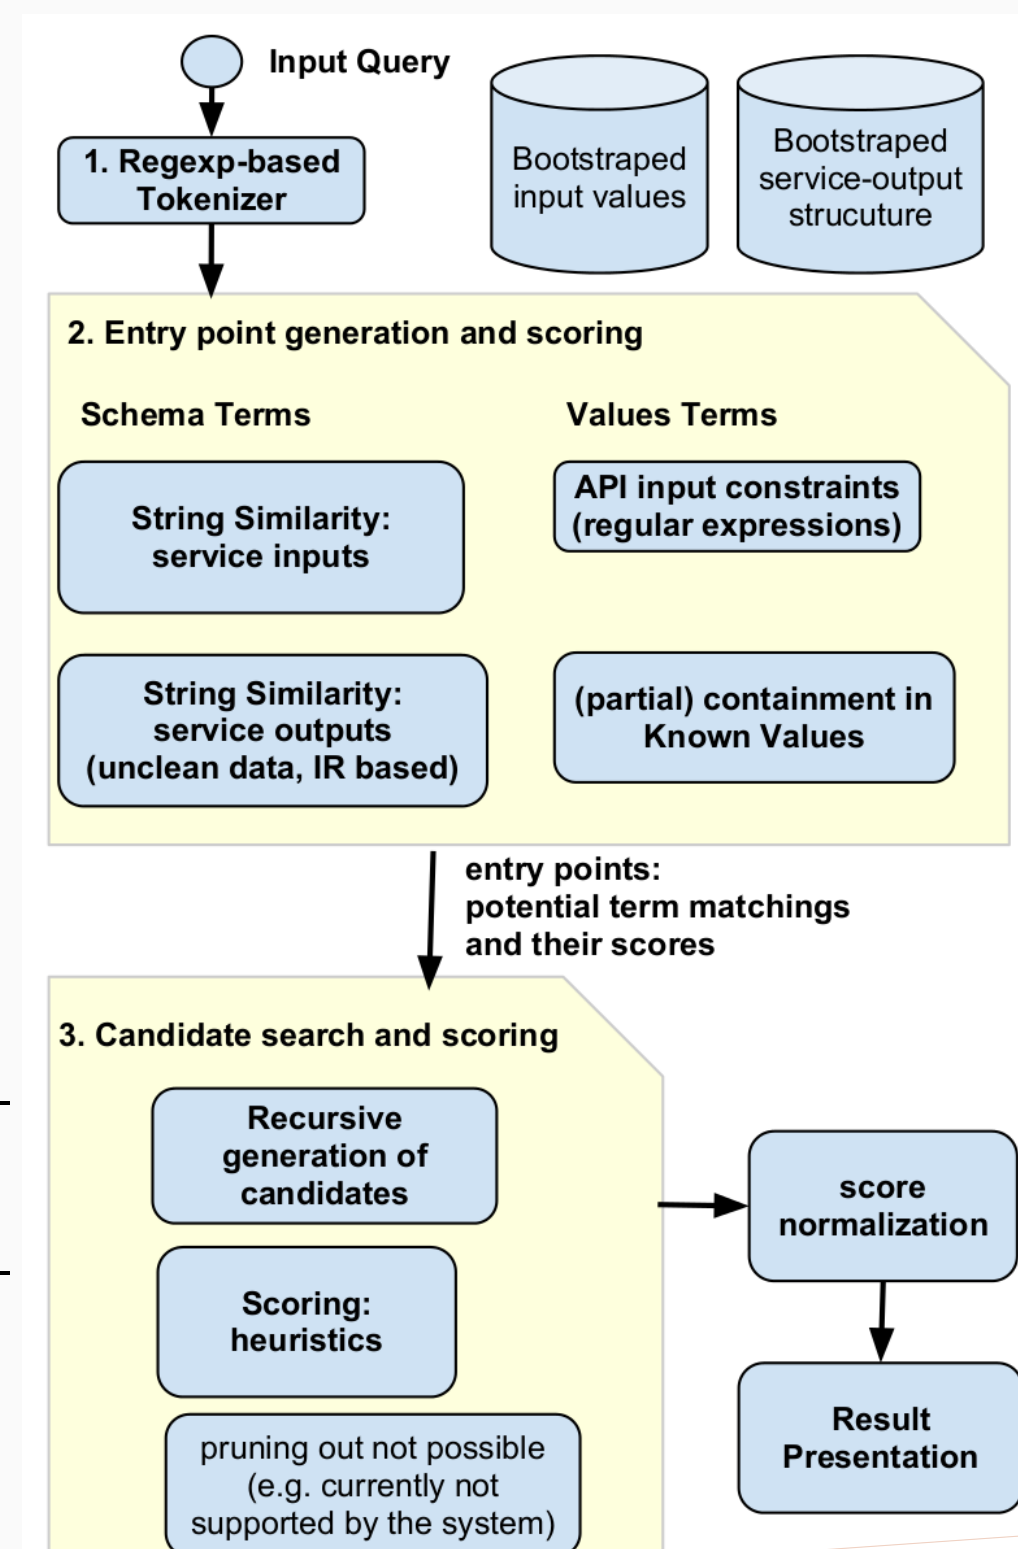 Input Query
1. Regexp-based
Tokenizer
Bootstraped
input values
Bootstraped
service-output
strucuture
2. Entry point generation and scoring
Schema Terms
Values Terms
String Similarity:
service inputs
API input constraints
(regular expressions)
String Similarity:
service outputs
(unclean data, IR based)
(partial) containment in
Known Values
entry points:
potential term matchings
and their scores
3. Candidate search and scoring
Recursive
generation of
candidates
Scoring:
heuristics
pruning out not possible
(e.g. currently not
supported by the system)
score
normalization
Result
Presentation